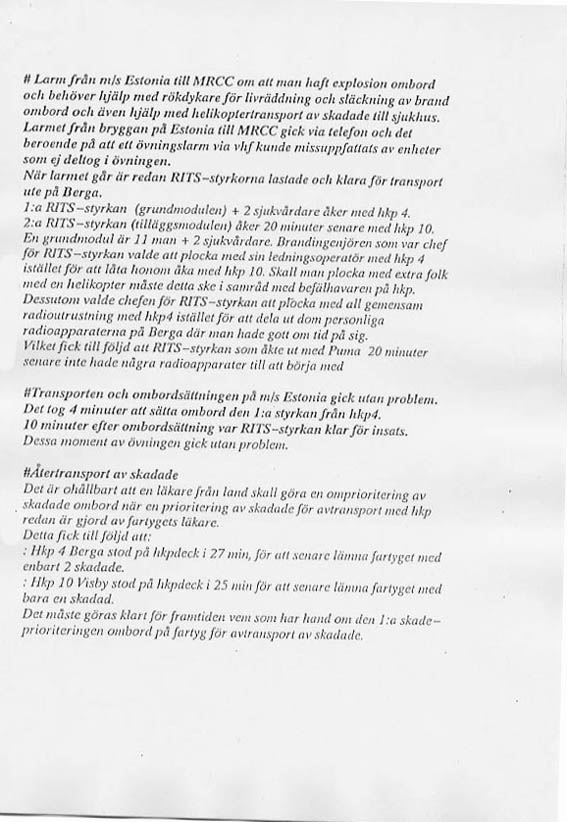 # Larm från m/s Estonia till MRCC om att man haft explosion ombord
och behöver hjälp med rökdykare för livräddning och släckning av brand
ombord och även hjälp med helikoptertransport av skadade till sjukhus.
Larmet från bryggan på Estonia till MRCC gick via telefon och det
beroende på att ett övningslarm via vhf kunde missuppfattats av enheter
som ej deltog i övningen.
När larmet går är redan RITS-styrkorna lastade och klara för transport
ute på Berga.
1:a RITS-styrkan (grundmodulen) + 2 sjukvårdare åker med hkp 4.
2:a RITS-styrkan (tilläggsmodulen) åker 20 minuter senare med hkp 10.
En grundmodul är 11 man + 2 sjukvårdare. Brandingenjören som var chef
för RITS-styrkan valde att plocka med sin ledningsoperatör med hkp 4
istället för att låta honom åka med hkp 10. Skall man plocka med extra folk
med en helikopter måste detta ske i samråd med befälhavaren på hkp.
Dessutom valde chefen för RITS-styrkan att plocka med all gemensam
radioutrustning med hkp4 istället för att dela ut dom personliga
radioapparaterna på Berga där man hade gott om tid på sig.
Vilket fick till följd att RITS-styrkan som åkte ut med Puma 20 minuter
senare inte hade några radioapparater till att börja med
#Transporten och ombordsättningen på m/s Estonia gick utan problem.
Det tog 4 minuter att sätta ombord den 1:a styrkan från hkp4.
10 minuter efter ombordsättning var RITS-styrkan klar för insats.
Dessa moment av övningen gick utan problem.
#Återtransport av skadade
Det är ohållbart att en läkare från land skall göra en omprioritering av
skadade ombord när en prioritering av skadade för avtransport med hkp
redan är gjord av fartygets läkare.
Detta fick till följd att:
: Hkp 4 Berga stod på hkpdeck i 27 min, för att senare lämna fartyget med
enbart 2 skadade.
: Hkp 10 Visby stod på hkpdeck i 25 min för att senare lämna fartyget med
bara en skadad.
Det måste göras klart för framtiden vem som har hand om den 1:a skade-
prioriteringen ombord på fartyg för avtransport av skadade.